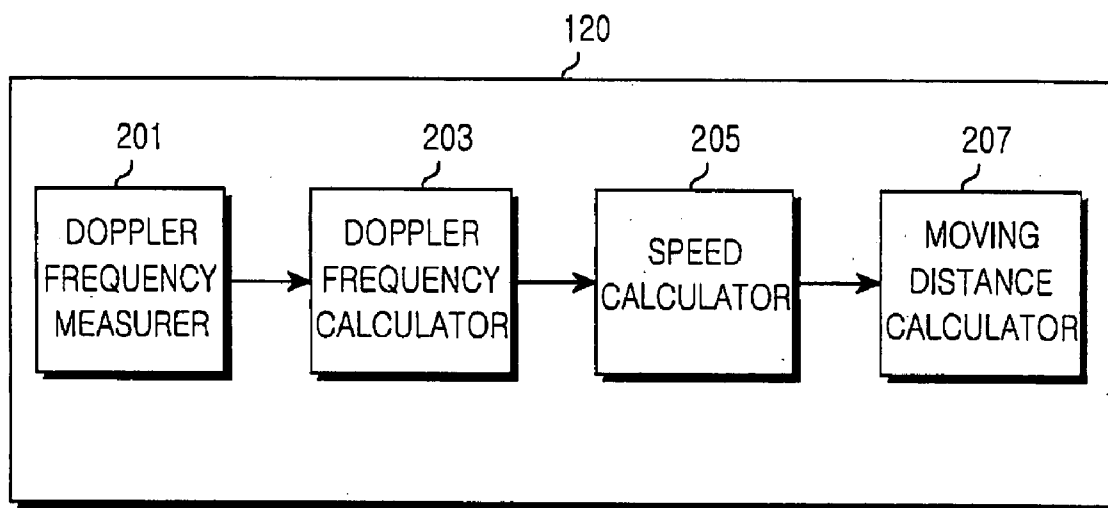 120
201
203
205
207
DOPPLER
FREQUENCY
MEASURER
DOPPLER
FREQUENCY
CALCULATOR
SPEED
CALCULATOR
MOVING
DISTANCE
CALCULATOR